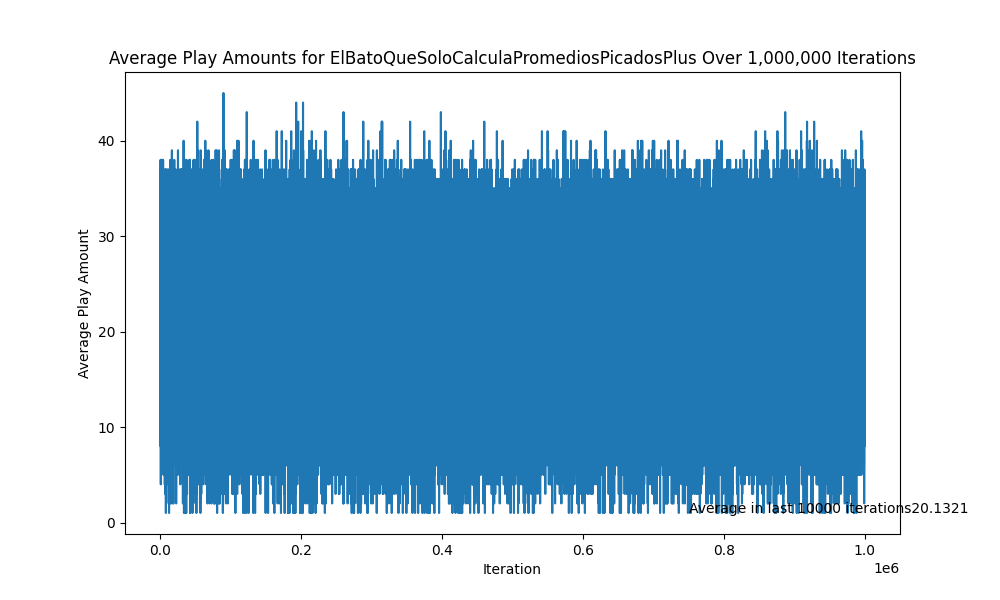 Average Play Amounts for ElBatoQueSoloCalculaPromediosPicadosPlus Over 1,000,000 Iterations
Average Play Amount
40
30
20
10
0
Average in last 10000 iterations20.1321
0.0 0.2 0.4 0.6 0.8 1.0
1e6
Iteration